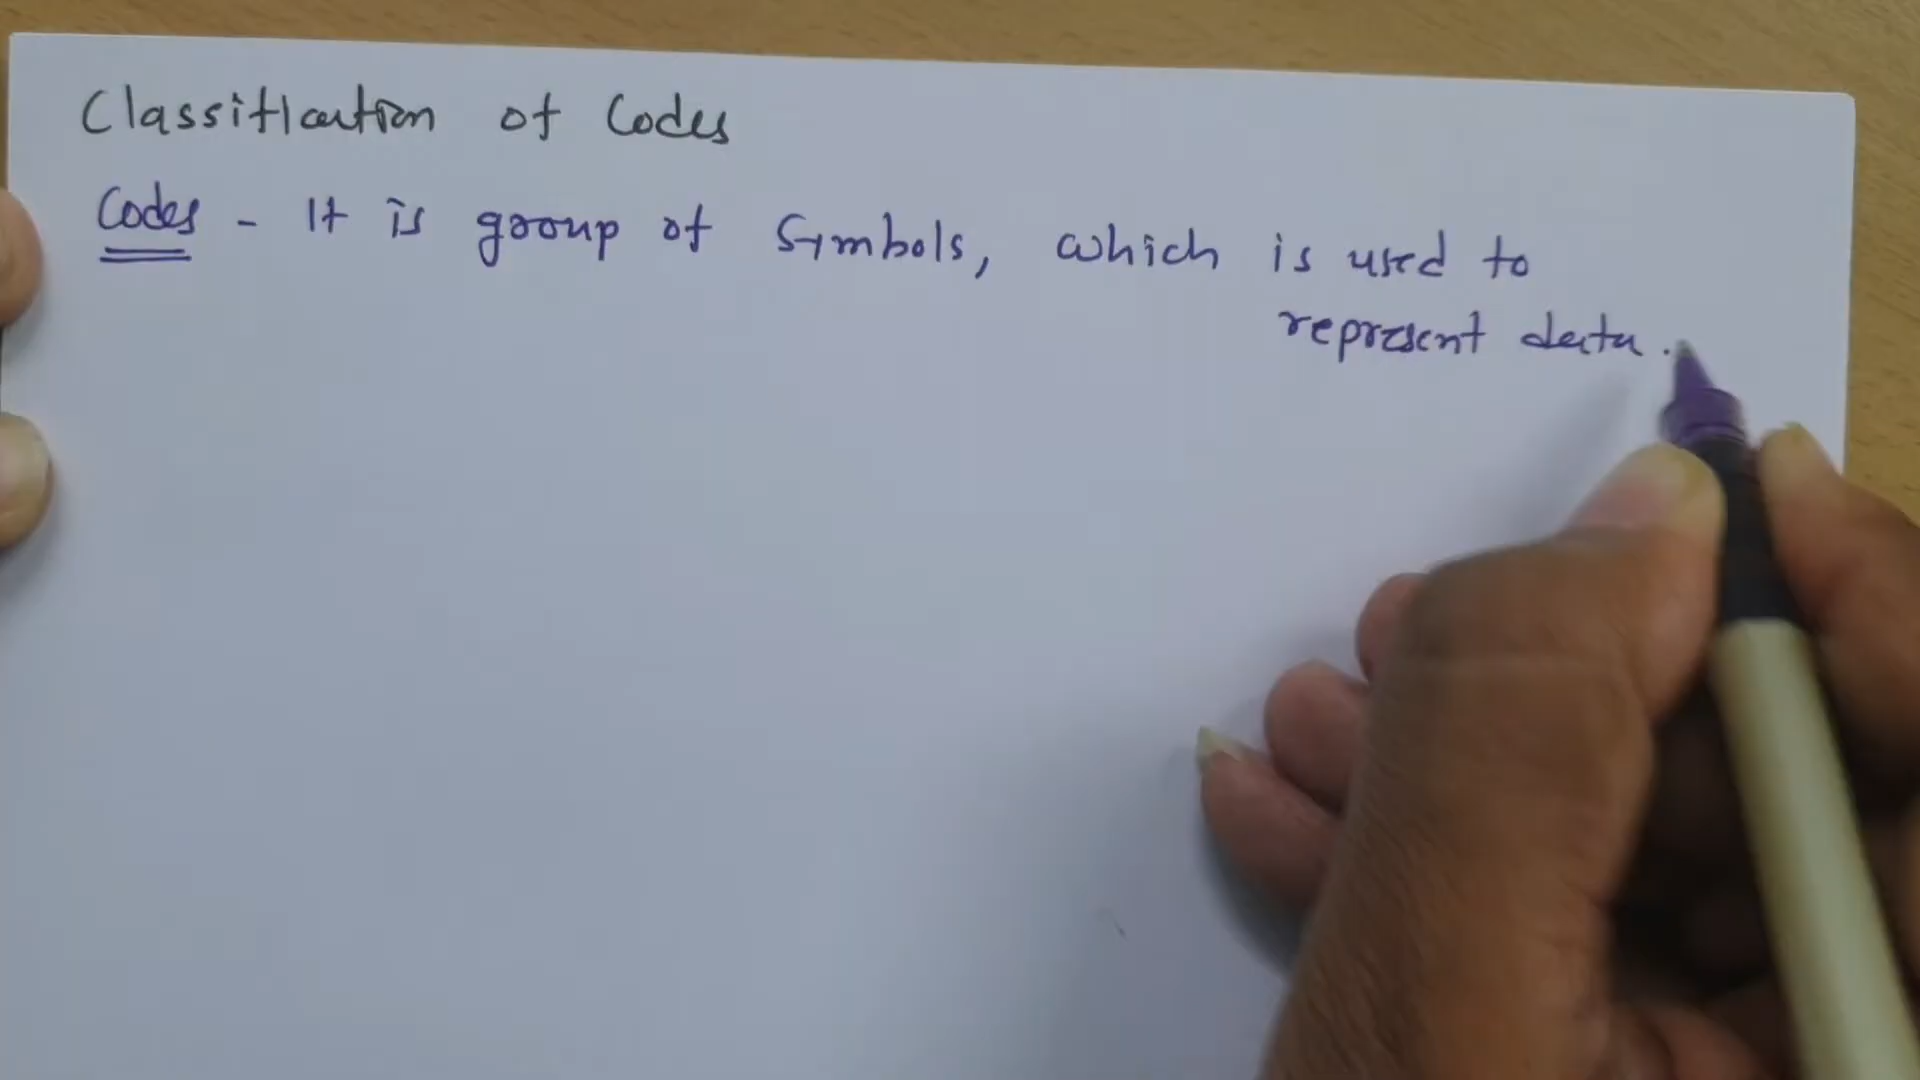 Classification of Codes
Codes - It is group of Symbols, which is used to
represent data.